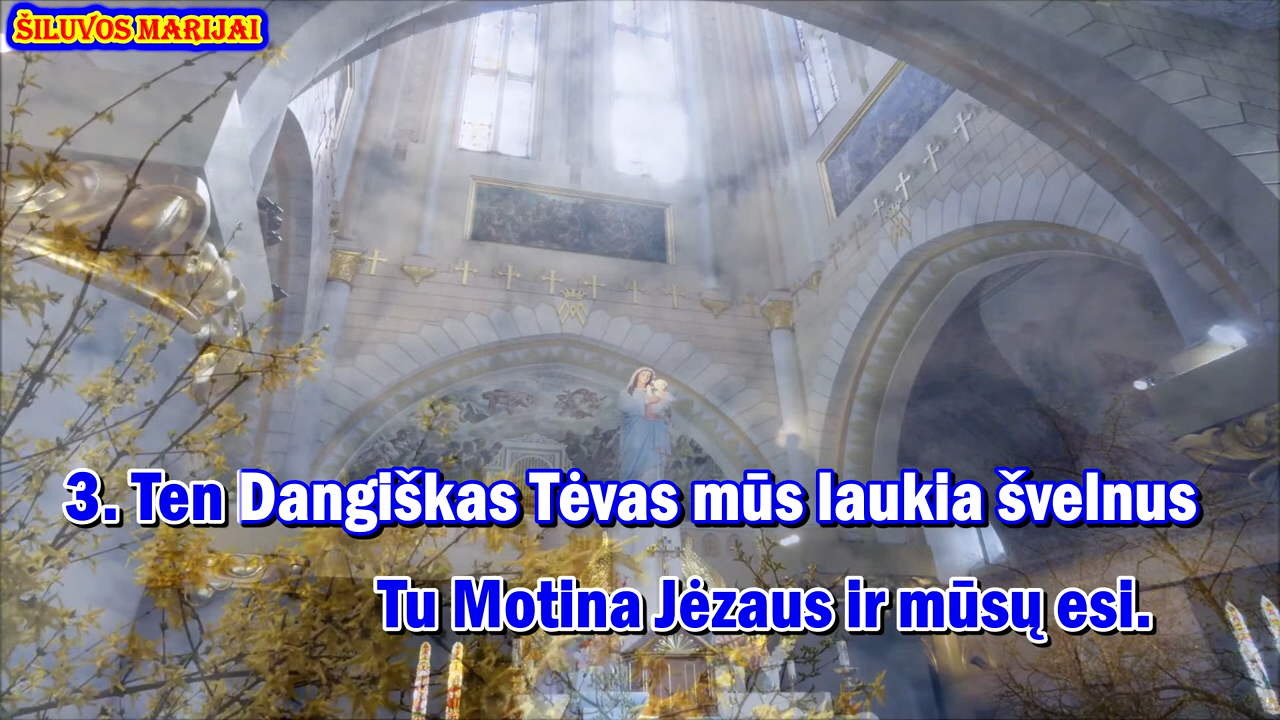 ŠILUVOS MARIJAI
3. Ten Dangiškas Tėvas mūs laukia švelnus
Tu Motina Jėzaus ir mūsų esi.